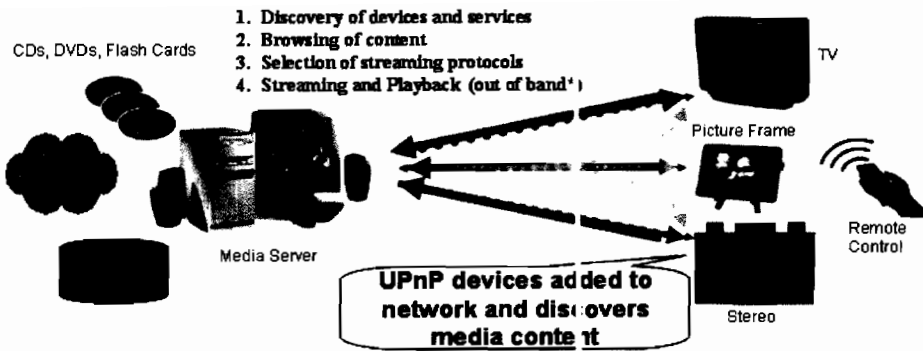 1. Discovery of devices and services
2. Browsing of content
3. Selection of streaming protocols
4. Streaming and Playback (out of band*)
CDs, DVDs, Flash Cards
TV
Picture Frame
Media Server
Remote
Control
UPnP devices added to
network and discovers
media content
Stereo